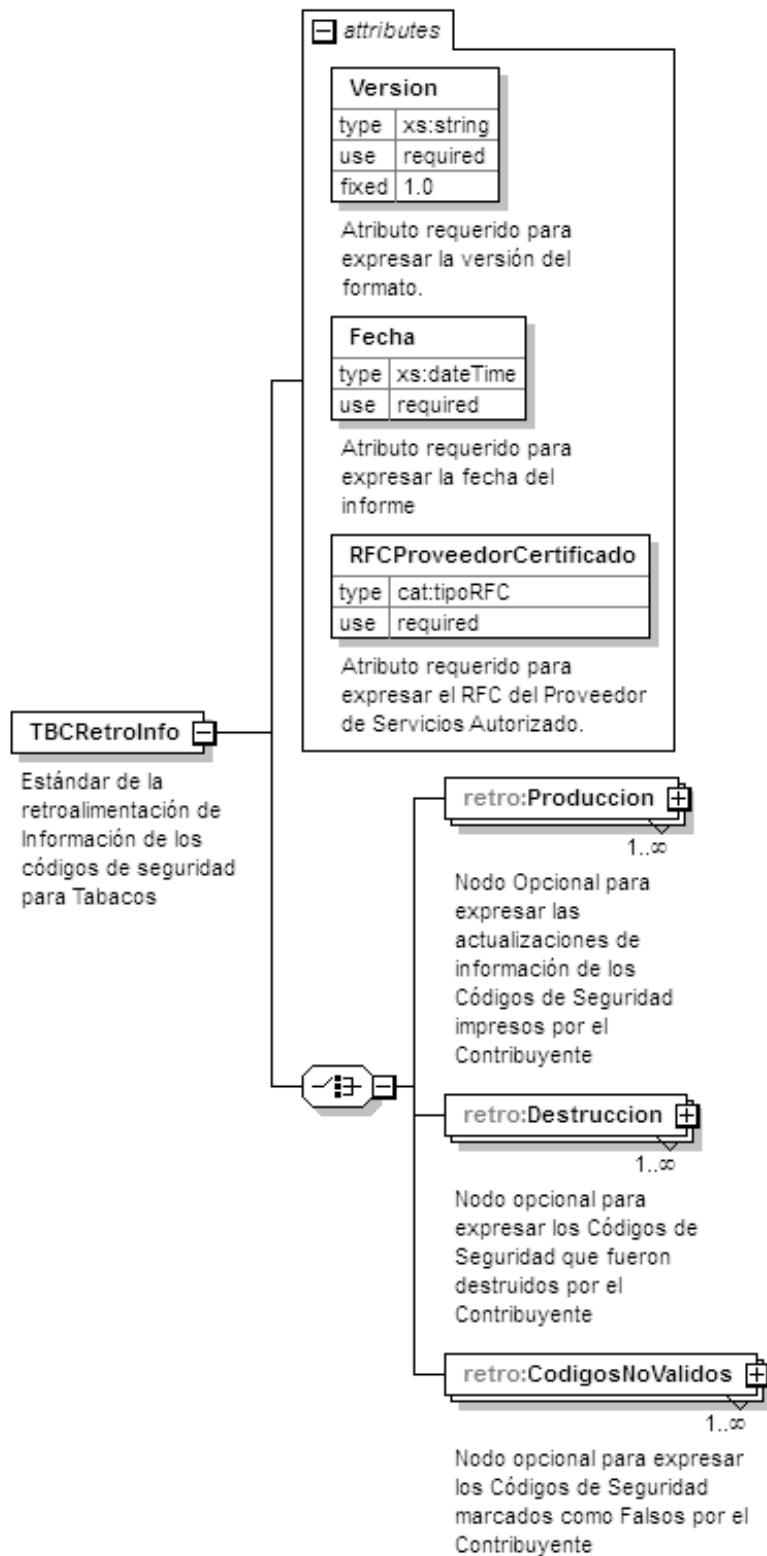 attributes
Version
type xs:string
use required
fixed 1.0
Atributo requerido para
expresar la versión del
formato.
Fecha
type xs:dateTime
use required
Atributo requerido para
expresar la fecha del
informe
RFCProveedorCertificado
type cat:tipoRFC
use required
Atributo requerido para
expresar el RFC del Proveedor
de Servicios Autorizado.
TBCRetroInfo
Estándar de la
retroalimentación de
Información de los
códigos de seguridad
para Tabacos
retro:Produccion
1..∞
Nodo Opcional para
expresar las
actualizaciones de
información de los
Códigos de Seguridad
impresos por el
Contribuyente
retro:Destruccion
1..∞
Nodo opcional para
expresar los Códigos de
Seguridad que fueron
destruidos por el
Contribuyente
retro:CodigosNoValidos
1..∞
Nodo opcional para expresar
los Códigos de Seguridad
marcados como Falsos por el
Contribuyente